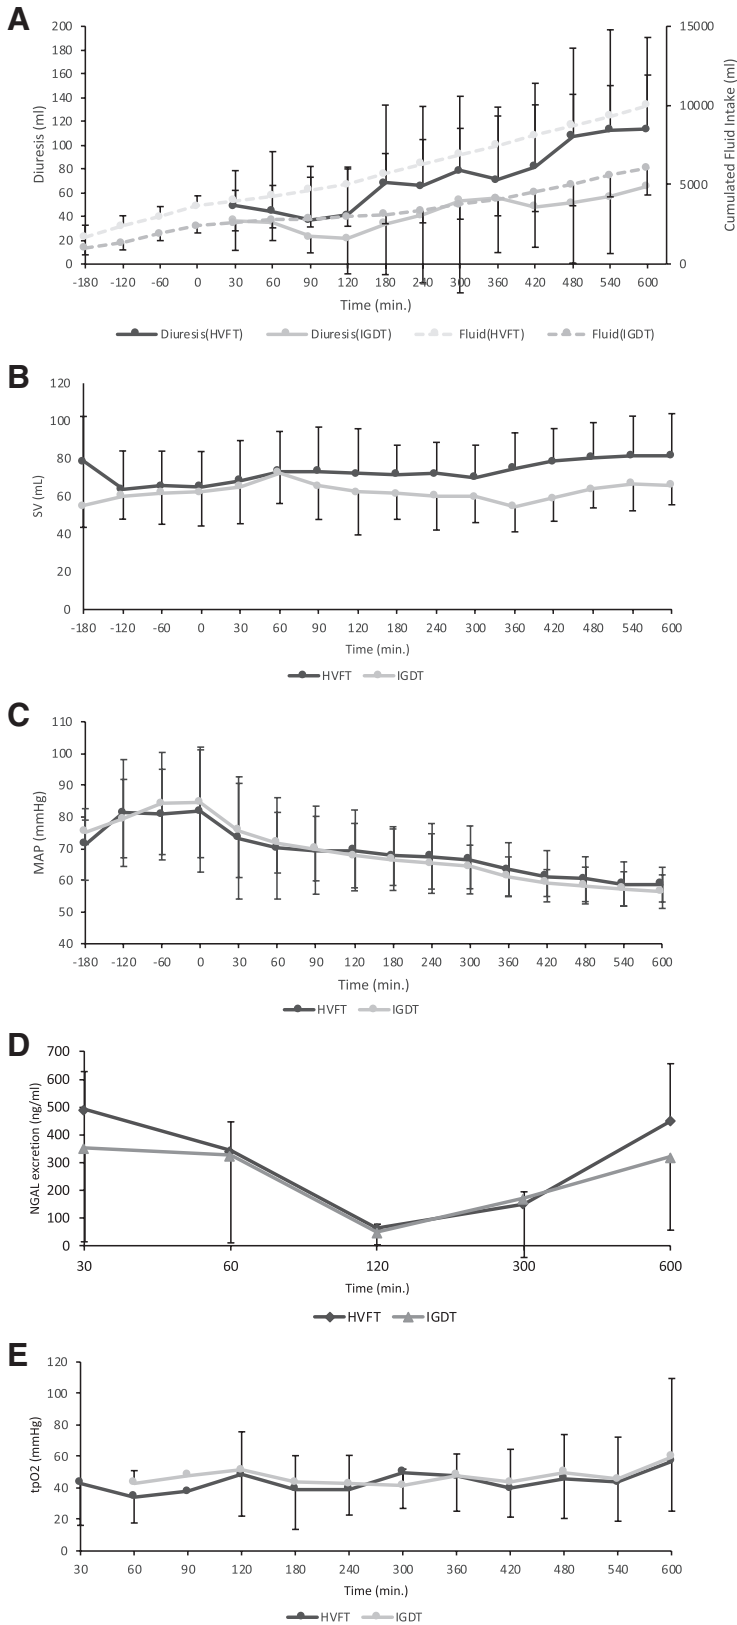 A
200
180
160
140
120
100
80
60
40
20
0
Diuresis (ml)
15000
10000
5000
0
Cumulated Fluid Intake (ml)
-180 -120 -60 0 30 60 90 120 180 240 300 360 420 480 540 600
Time (min.)
Diuresis(HVFT) Diuresis(IGDT) Fluid(HVFT) Fluid(IGDT)
B
120
100
80
60
40
20
0
SV (mL)
-180 -120 -60 0 30 60 90 120 180 240 300 360 420 480 540 600
Time (min.)
HVFT IGDT
C
110
100
90
80
70
60
50
40
MAP (mmHg)
-180 -120 -60 0 30 60 90 120 180 240 300 360 420 480 540 600
Time (min.)
HVFT IGDT
D
700
600
500
400
300
200
100
0
NGAL excretion (ng/ml)
30 60 120 300 600
Time (min.)
HVFT IGDT
E
120
100
80
60
40
20
0
tpO2 (mmHg)
30 60 90 120 180 240 300 360 420 480 540 600
Time (min.)
HVFT IGDT